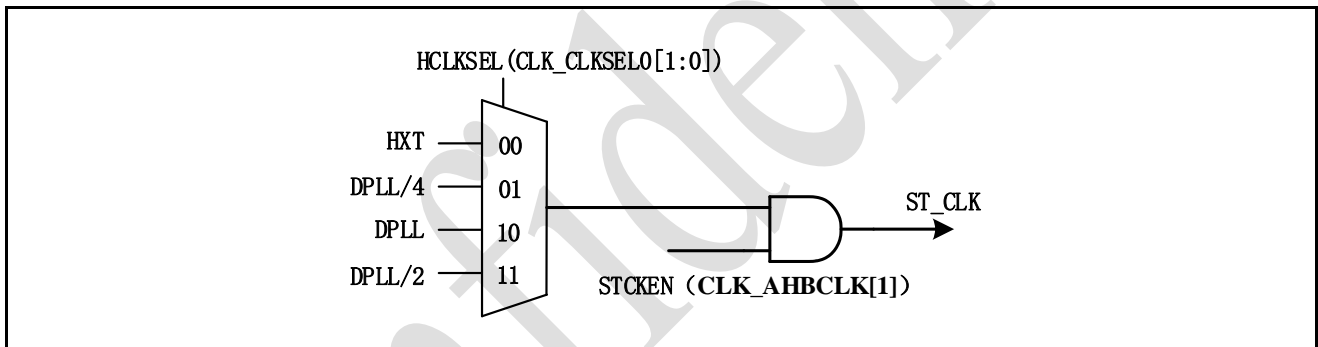 HCLKSEL(CLK_CLKSEL0[1:0])
HXT
00
DPLL/4
01
DPLL
10
DPLL/2
11
ST_CLK
STCKEN（CLK_AHBCLK[1]）